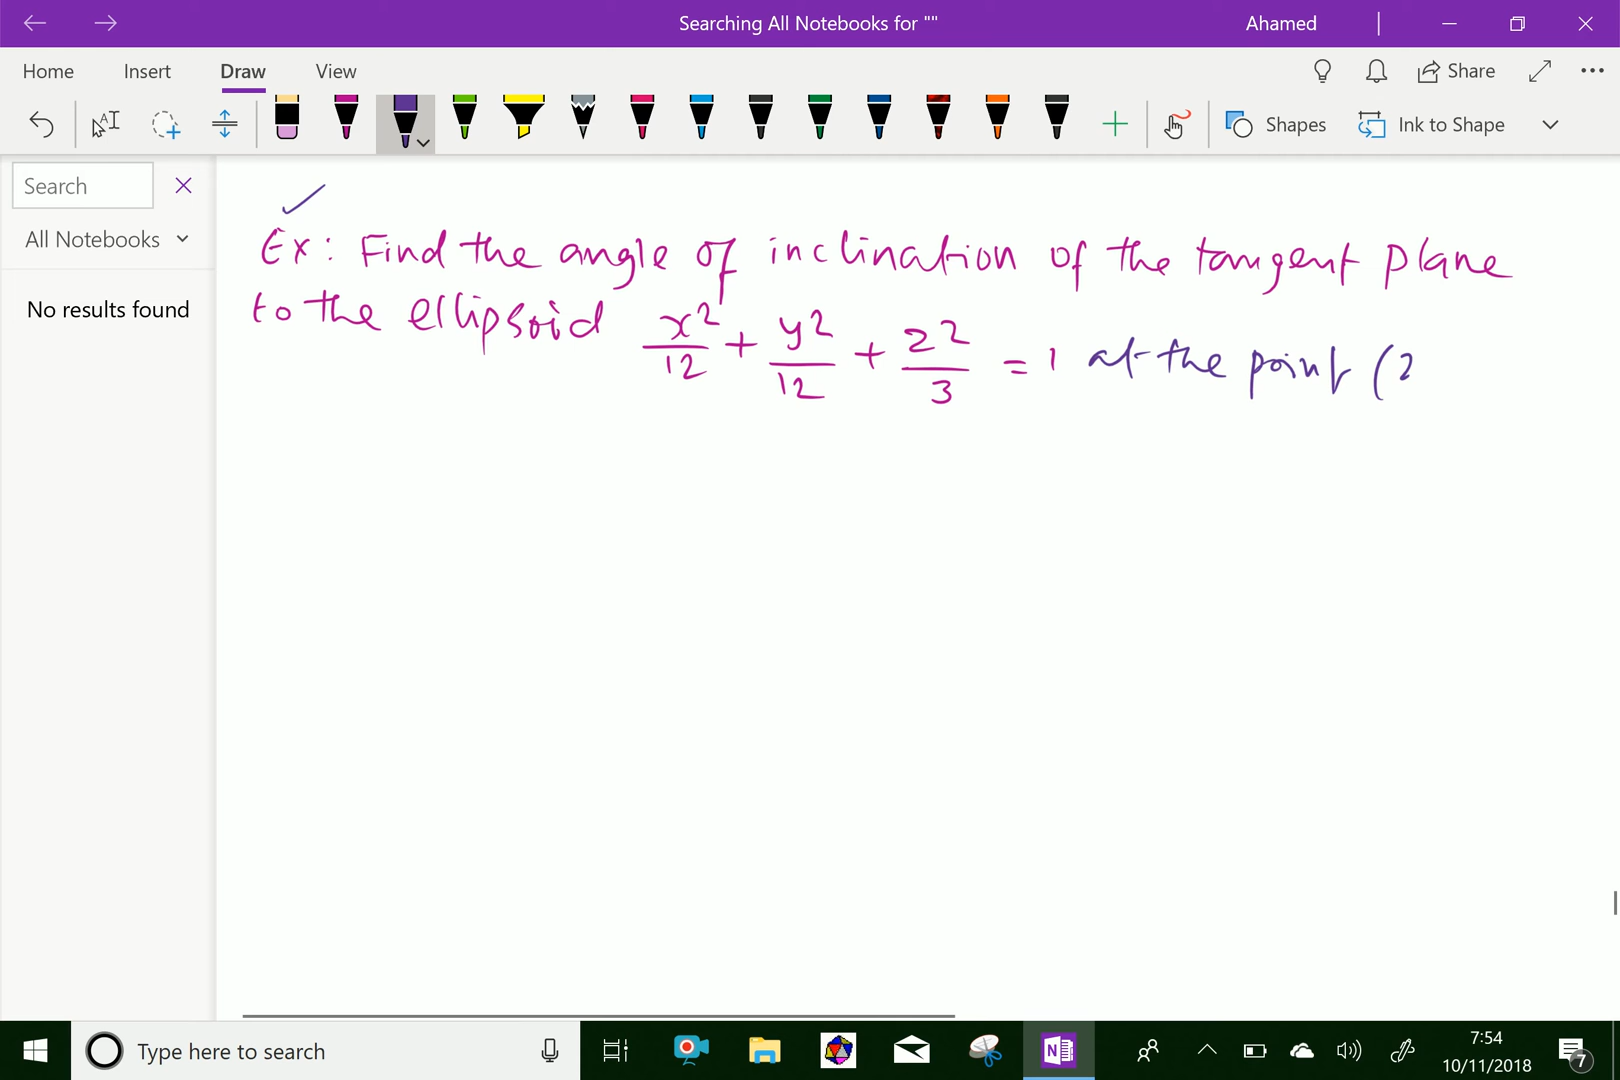 Searching All Notebooks for ""
Ahamed
Home Insert Draw View
Share
Shapes
Ink to Shape
Search
All Notebooks
No results found
Ex: Find the angle of inclination of the tangent plane
to the ellipsoid x²/12 + y²/12 + z²/3 = 1 at the point (2
Type here to search
7:54
10/11/2018
7